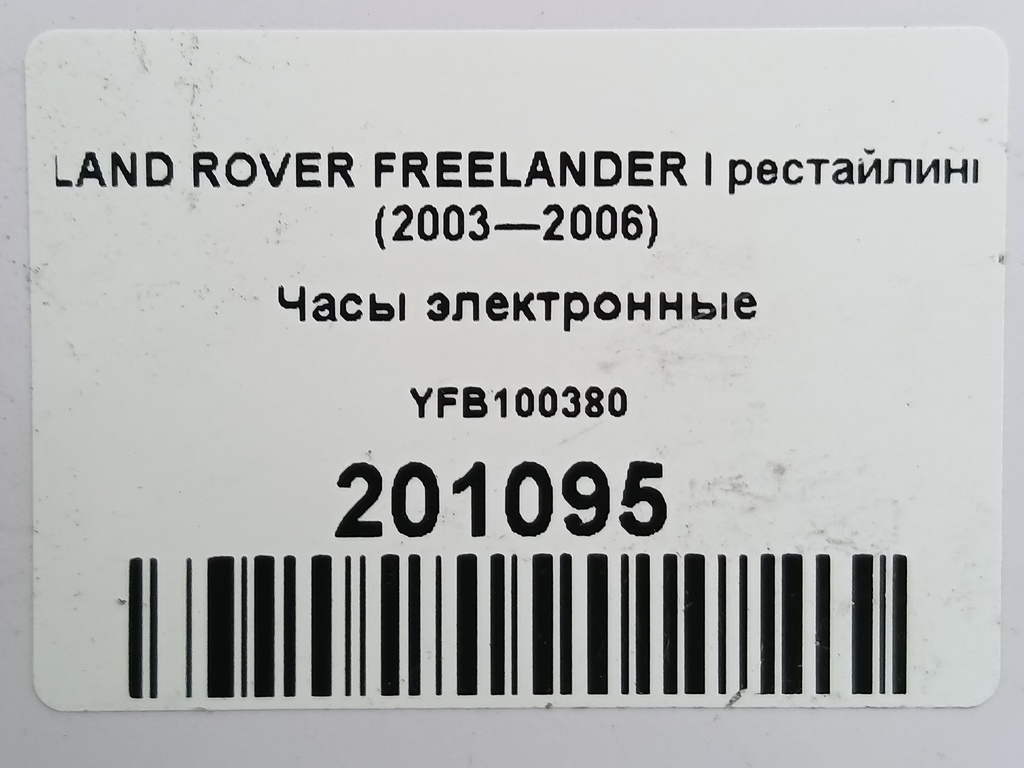 LAND ROVER FREELANDER I рестайлинг
(2003—2006)
Часы электронные
YFB100380
201095